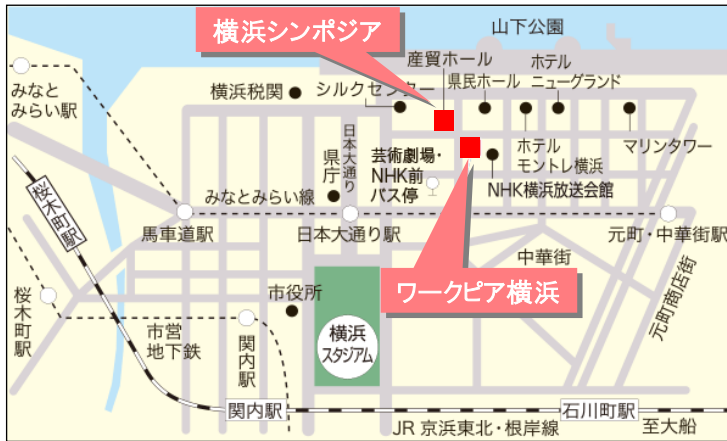 横浜シンポジア
山下公園
産貿ホール
ホテル
ニューグランド
県民ホール
みなと
みらい駅
横浜税関
シルクセンター
日本大通り
県庁
芸術劇場・
NHK前
バス停
ホテル
モントレ横浜
マリンタワー
NHK横浜放送会館
桜木町駅
みなとみらい線
馬車道駅
日本大通り駅
中華街
元町・中華街駅
ワークピア横浜
元町商店街
桜木町駅
市役所
市営
地下鉄
関内駅
横浜
スタジアム
関内駅
石川町駅
JR 京浜東北・根岸線
至大船